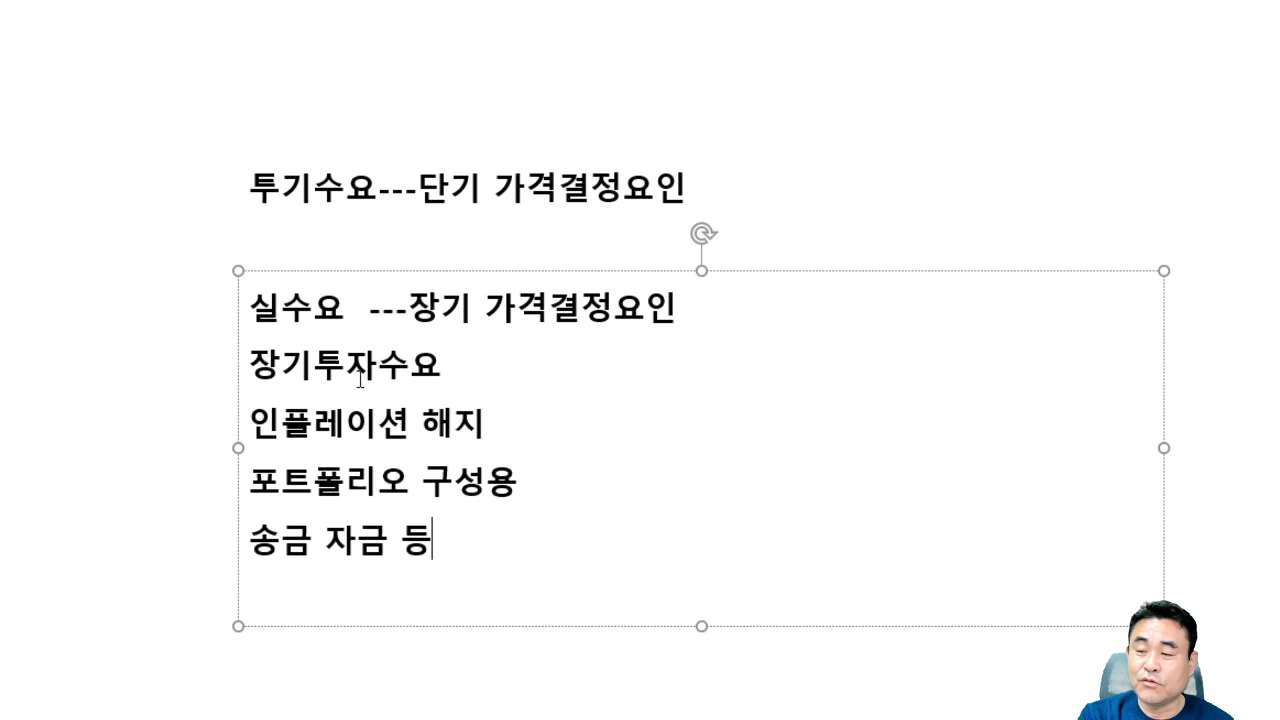 투기수요---단기 가격결정요인
실수요  ---장기 가격결정요인
장기투자수요
인플레이션 해지
포트폴리오 구성용
송금 자금 등